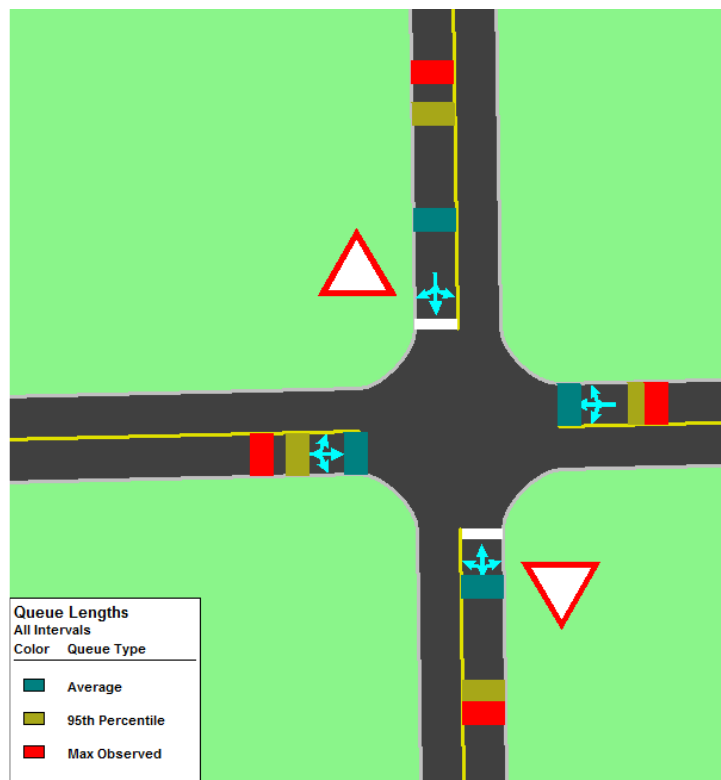 Queue Lengths
All Intervals
Color Queue Type
Average
95th Percentile
Max Observed